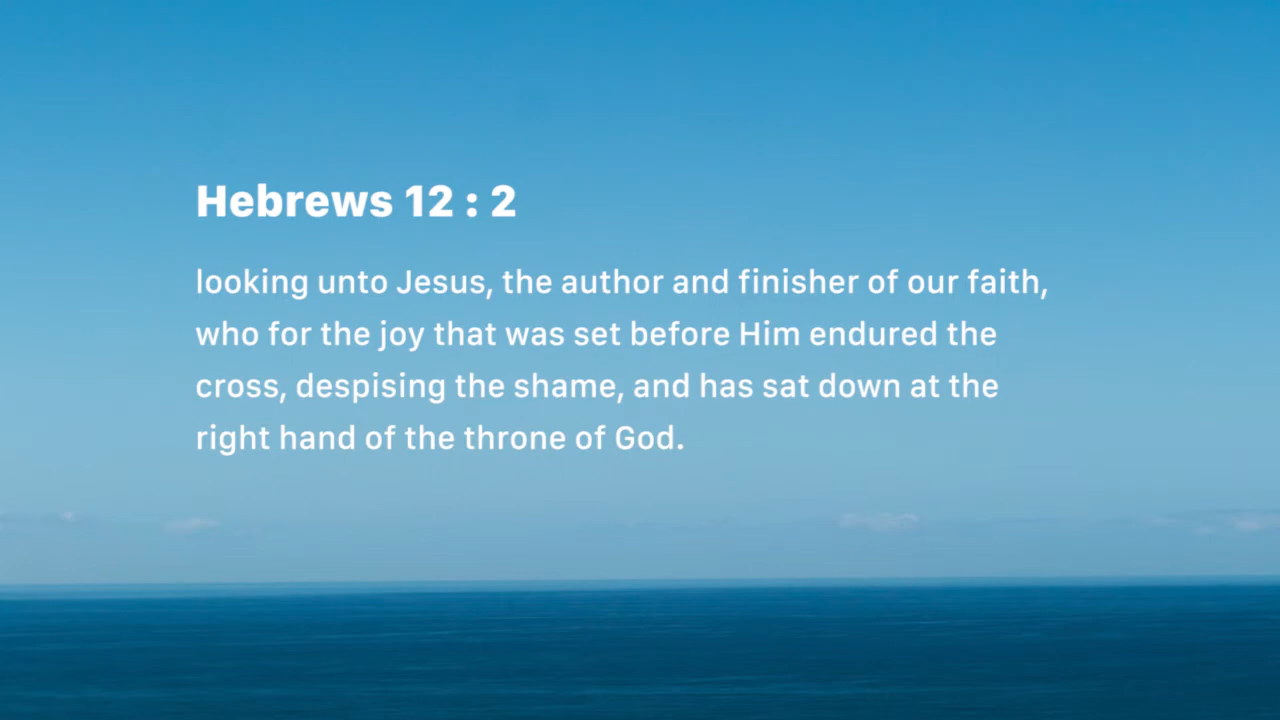 Hebrews 12 : 2
looking unto Jesus, the author and finisher of our faith,
who for the joy that was set before Him endured the
cross, despising the shame, and has sat down at the
right hand of the throne of God.